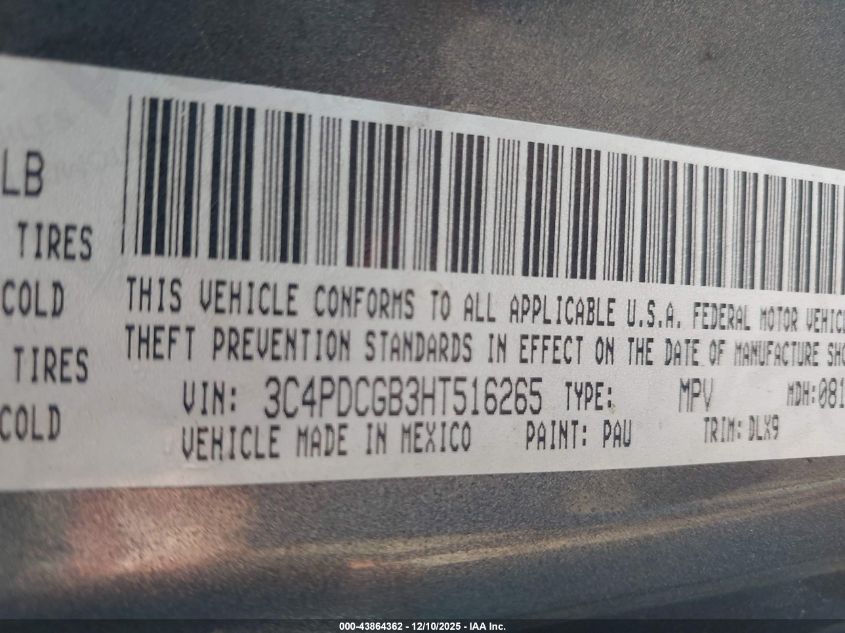 LB
TIRES
COLD
TIRES
COLD
THIS VEHICLE CONFORMS TO ALL APPLICABLE U.S.A. FEDERAL MOTOR VEHIC
THEFT PREVENTION STANDARDS IN EFFECT ON THE DATE OF MANUFACTURE SHO
VIN: 3C4PDCGB3HT516265 TYPE: MPV MDH: 081
VEHICLE MADE IN MEXICO PAINT: PAU TRIM: DLX9
000-43864362 - 12/10/2025 - IAA Inc.